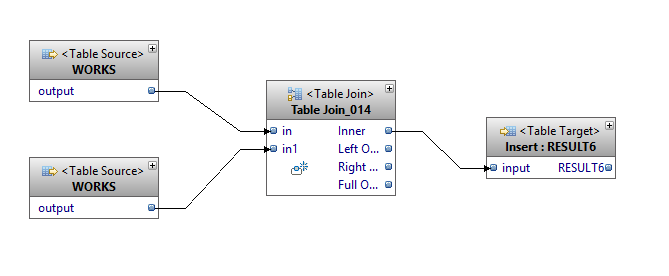 <Table Source>
WORKS
output
<Table Source>
WORKS
output
<Table Join>
Table Join_014
in Inner
in1 Left O...
Right ...
Full O...
<Table Target>
Insert : RESULT6
input RESULT6